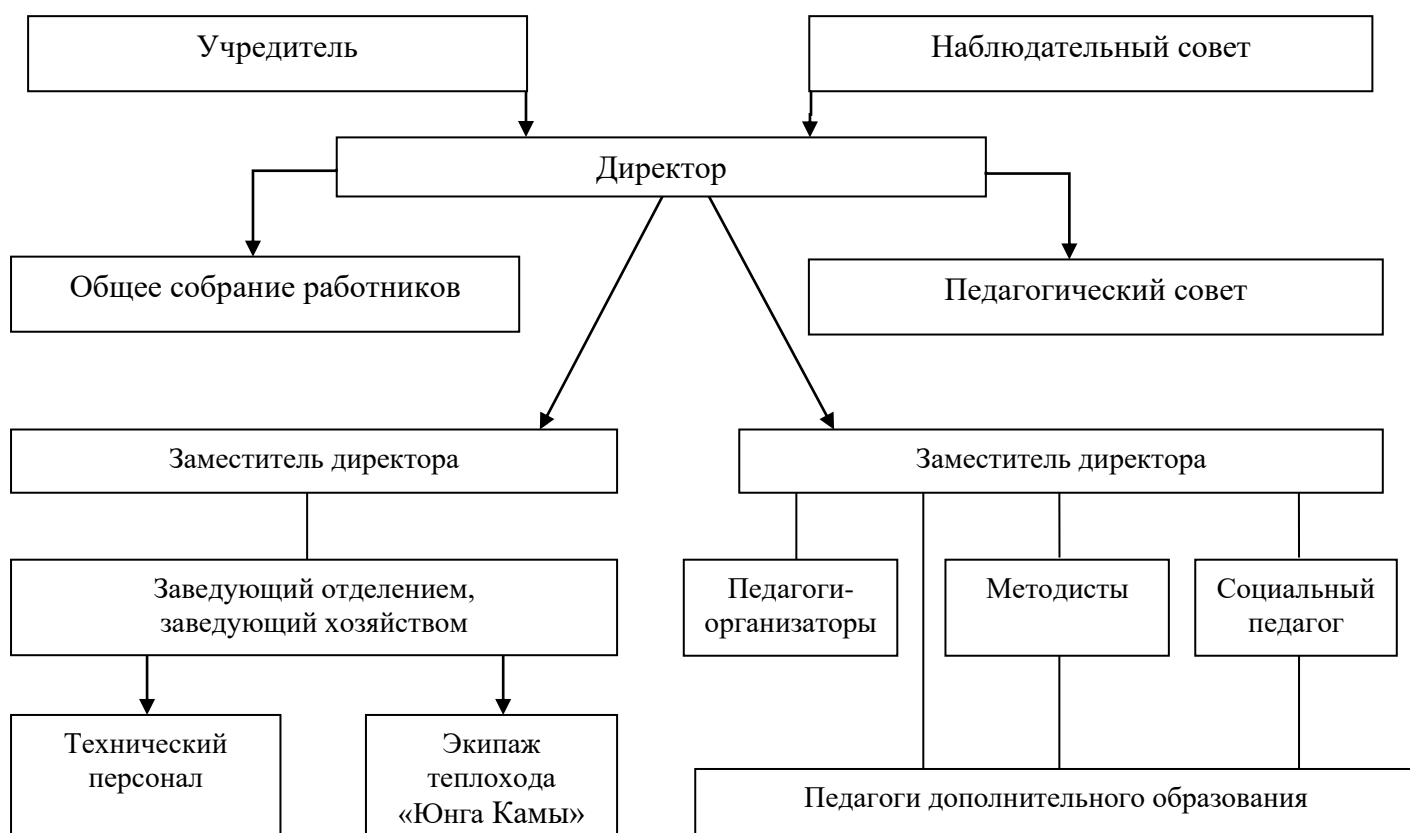 Учредитель
Наблюдательный совет
Директор
Общее собрание работников
Педагогический совет
Заместитель директора
Заместитель директора
Заведующий отделением,
заведующий хозяйством
Педагоги-
организаторы
Методисты
Социальный
педагог
Технический
персонал
Экипаж
теплохода
«Юнга Камы»
Педагоги дополнительного образования